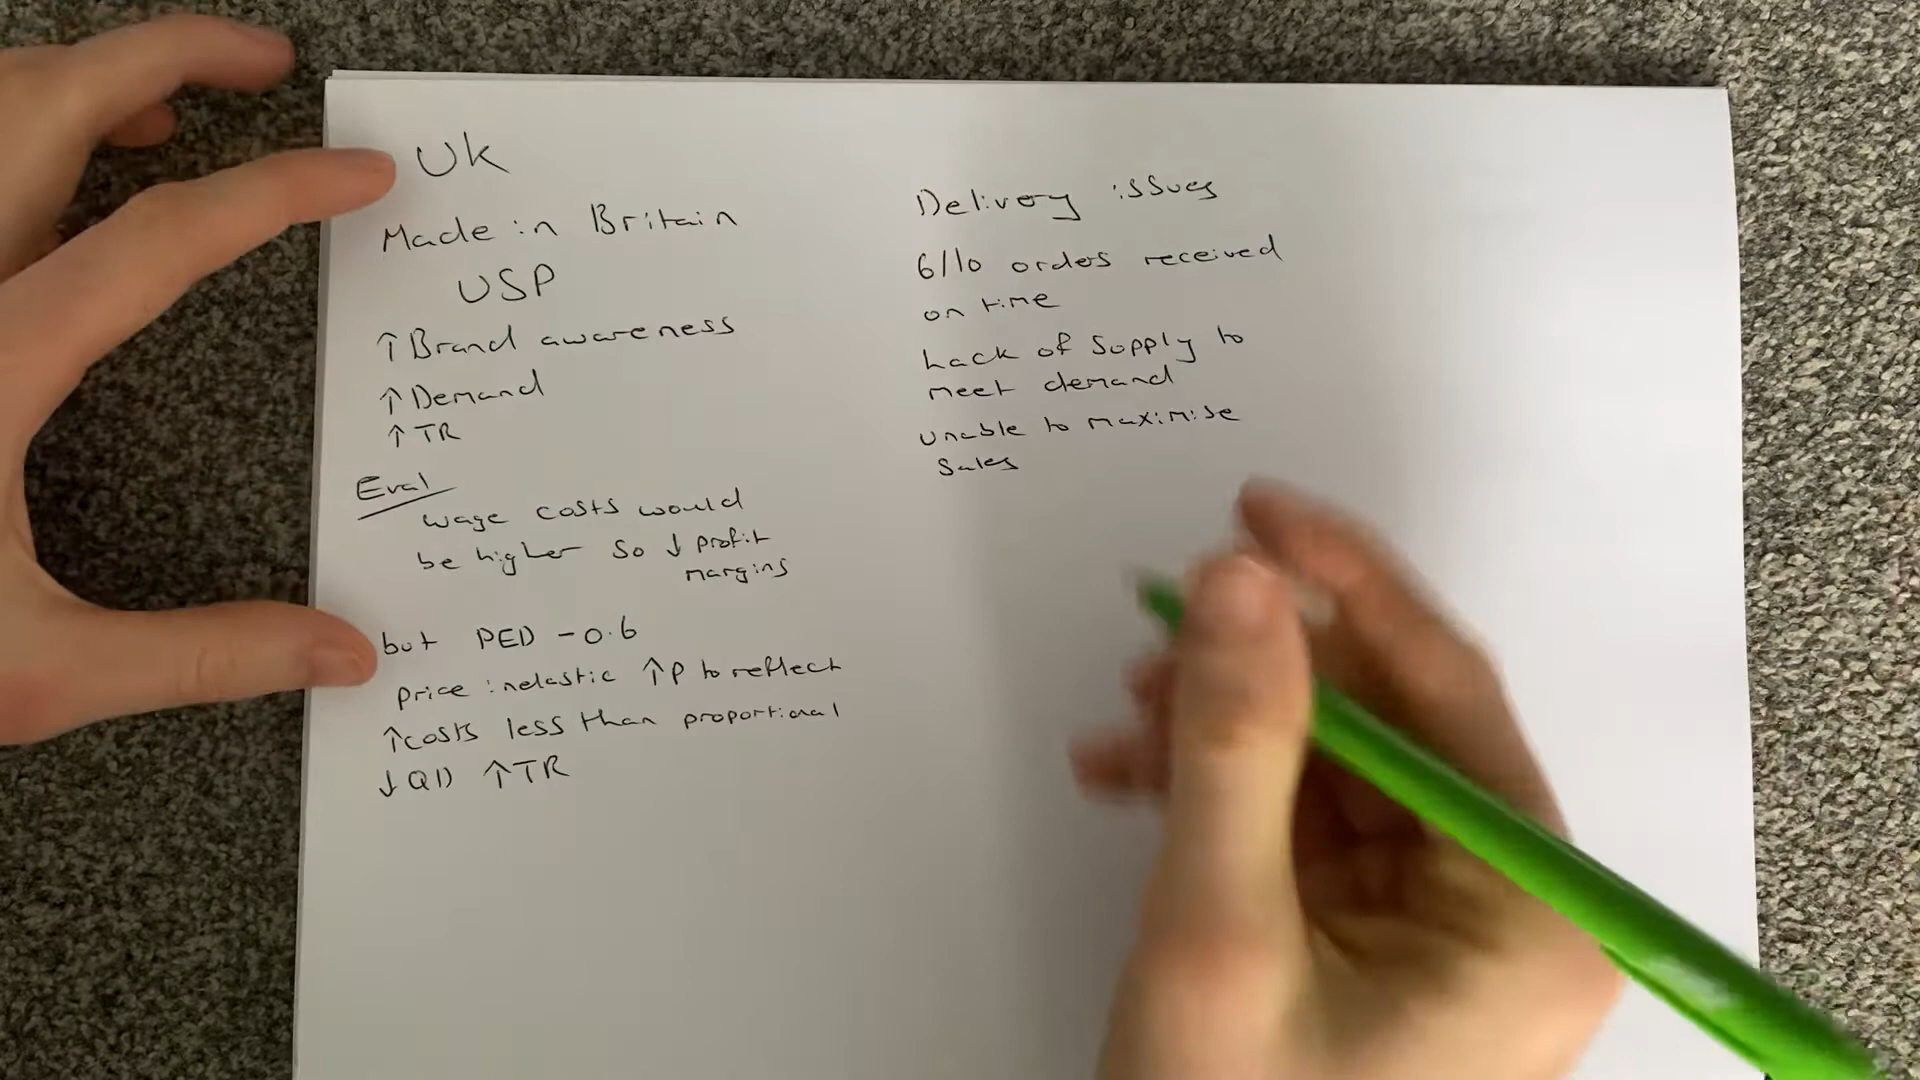 UK
Made in Britain
USP
↑ Brand awareness
↑ Demand
↑ TR
Eval
wage costs would
be higher so ↓ profit
margins
but PED -0.6
price inelastic ↑P to reflect
↑costs less than proportional
↓ QD ↑TR
Delivery issues
6/10 orders received
on time
Lack of supply to
meet demand
unable to maximise
sales